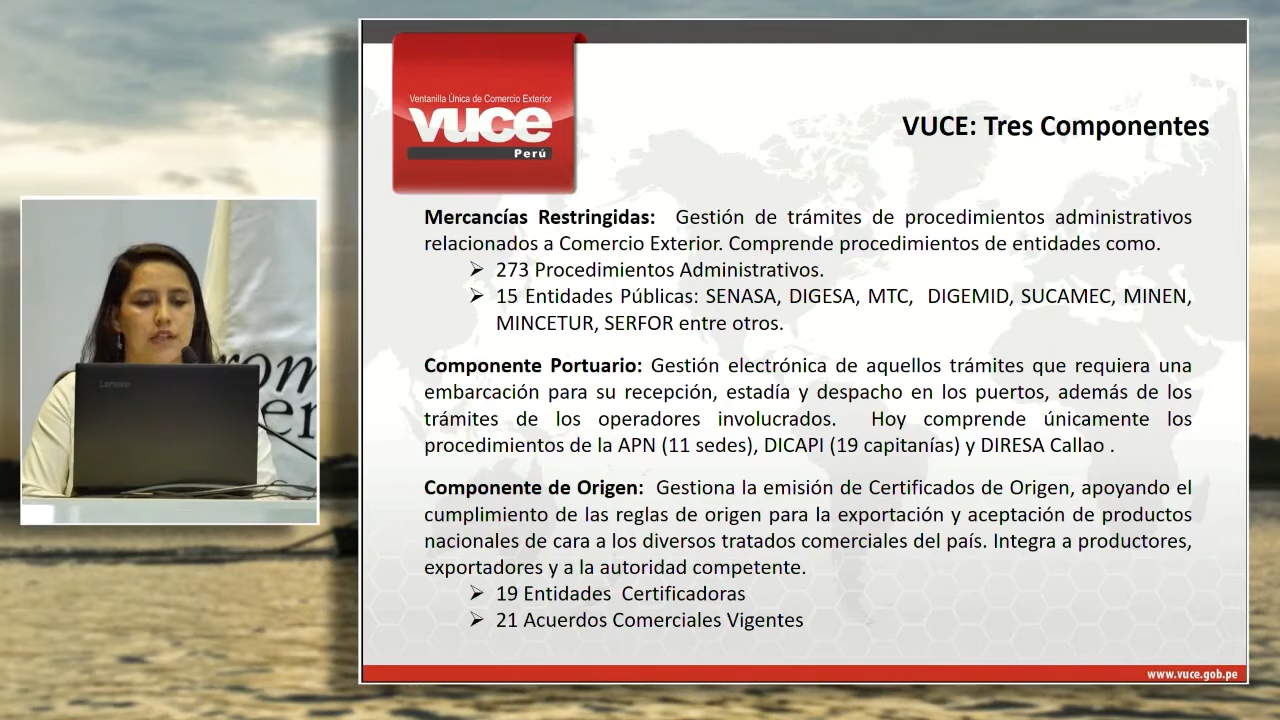 Ventanilla Única de Comercio Exterior
vuce
Perú
VUCE: Tres Componentes
Mercancías Restringidas: Gestión de trámites de procedimientos administrativos
relacionados a Comercio Exterior. Comprende procedimientos de entidades como.
➢ 273 Procedimientos Administrativos.
➢ 15 Entidades Públicas: SENASA, DIGESA, MTC, DIGEMID, SUCAMEC, MINEN,
MINCETUR, SERFOR entre otros.
Componente Portuario: Gestión electrónica de aquellos trámites que requiera una
embarcación para su recepción, estadía y despacho en los puertos, además de los
trámites de los operadores involucrados. Hoy comprende únicamente los
procedimientos de la APN (11 sedes), DICAPI (19 capitanías) y DIRESA Callao .
Componente de Origen: Gestiona la emisión de Certificados de Origen, apoyando el
cumplimiento de las reglas de origen para la exportación y aceptación de productos
nacionales de cara a los diversos tratados comerciales del país. Integra a productores,
exportadores y a la autoridad competente.
➢ 19 Entidades Certificadoras
➢ 21 Acuerdos Comerciales Vigentes
www.vuce.gob.pe
Lenovo